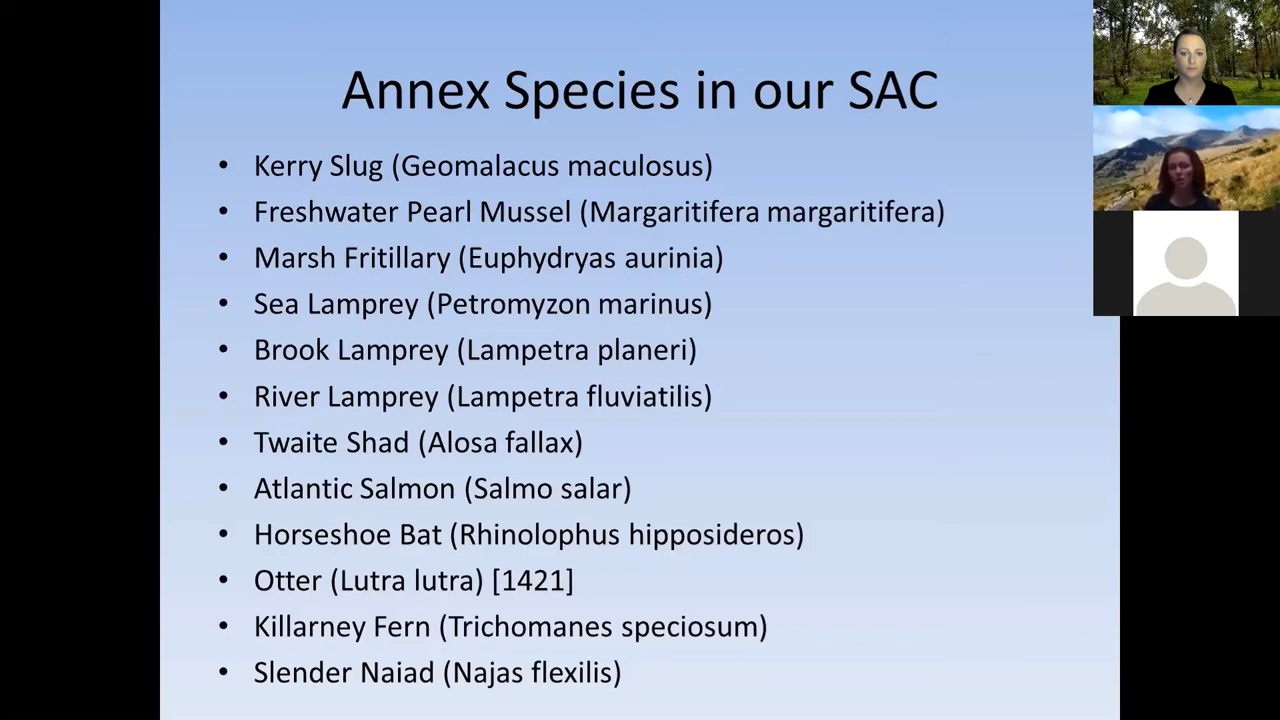 Annex Species in our SAC
• Kerry Slug (Geomalacus maculosus)
• Freshwater Pearl Mussel (Margaritifera margaritifera)
• Marsh Fritillary (Euphydryas aurinia)
• Sea Lamprey (Petromyzon marinus)
• Brook Lamprey (Lampetra planeri)
• River Lamprey (Lampetra fluviatilis)
• Twaite Shad (Alosa fallax)
• Atlantic Salmon (Salmo salar)
• Horseshoe Bat (Rhinolophus hipposideros)
• Otter (Lutra lutra) [1421]
• Killarney Fern (Trichomanes speciosum)
• Slender Naiad (Najas flexilis)